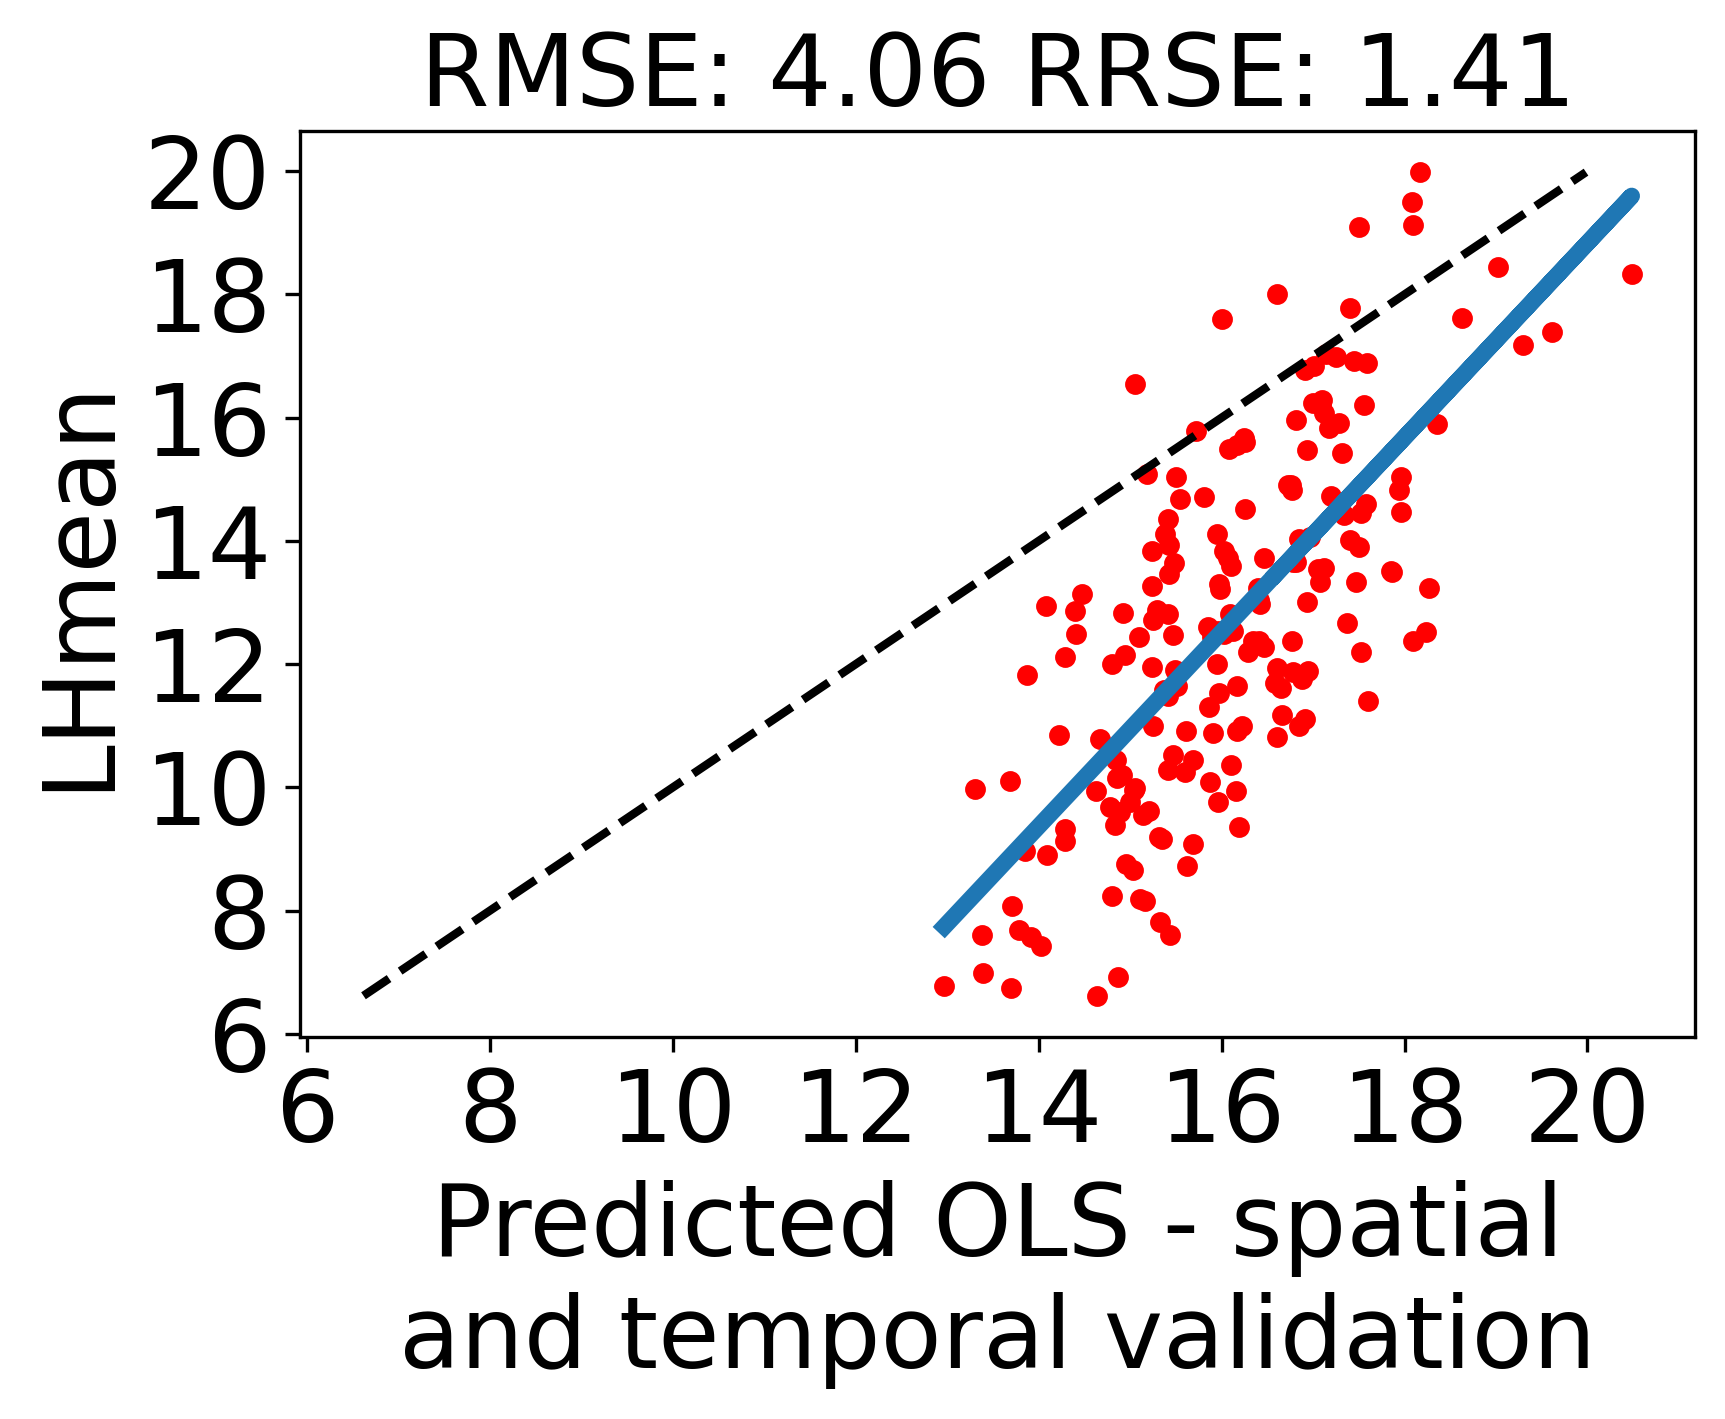 RMSE: 4.06 RRSE: 1.41
20
18
16
14
12
10
8
6
LHmean
6 8 10 12 14 16 18 20
Predicted OLS - spatial
and temporal validation